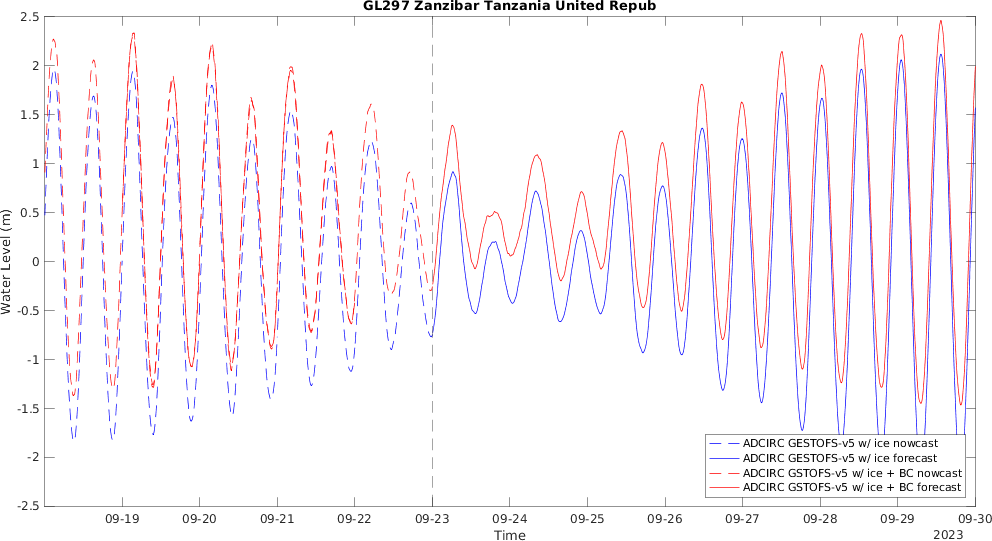 GL297 Zanzibar Tanzania United Repub
2.5
2
1.5
1
0.5
0
-0.5
-1
-1.5
-2
-2.5
Water Level (m)
ADCIRC GESTOFS-v5 w/ ice nowcast
ADCIRC GESTOFS-v5 w/ ice forecast
ADCIRC GSTOFS-v5 w/ ice + BC nowcast
ADCIRC GSTOFS-v5 w/ ice + BC forecast
09-19 09-20 09-21 09-22 09-23 09-24 09-25 09-26 09-27 09-28 09-29 09-30
Time
2023